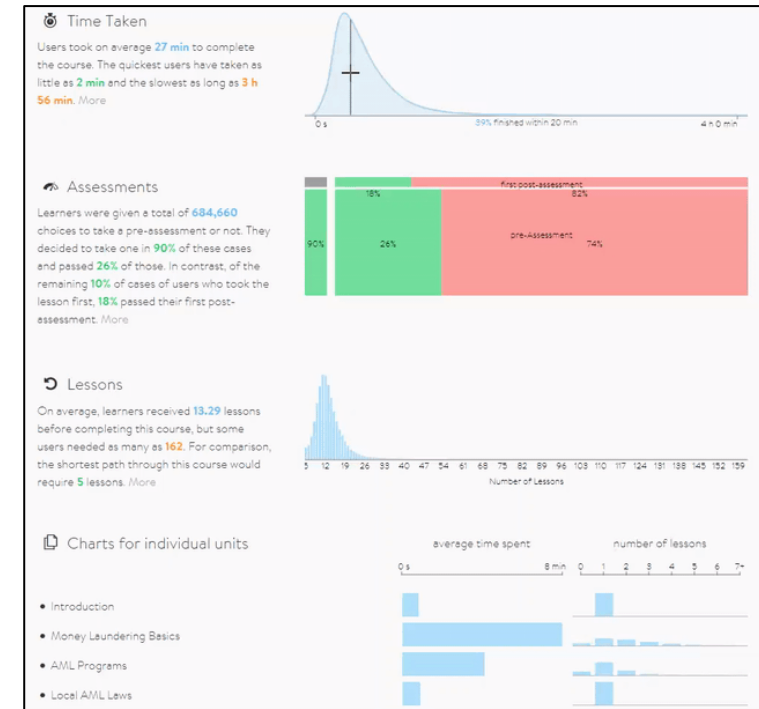 Time Taken
Users took on average 27 min to complete
the course. The quickest users have taken as
little as 2 min and the slowest as long as 3 h
56 min. More
0 s
39% finished within 20 min
4 h 0 min
Assessments
Learners were given a total of 684,660
choices to take a pre-assessment or not. They
decided to take one in 90% of these cases
and passed 26% of those. In contrast, of the
remaining 10% of cases of users who took the
lesson first, 18% passed their first post-
assessment. More
first post-assessment
18% 82%
pre-Assessment
90% 26% 74%
Lessons
On average, learners received 13.29 lessons
before completing this course, but some
users needed as many as 162. For comparison,
the shortest path through this course would
require 5 lessons. More
5 12 19 26 33 40 47 54 61 68 75 82 89 96 103 110 117 124 131 138 145 152 159
Number of Lessons
Charts for individual units
average time spent
number of lessons
0 s 8 min 0 1 2 3 4 5 6 7+
• Introduction
• Money Laundering Basics
• AML Programs
• Local AML Laws